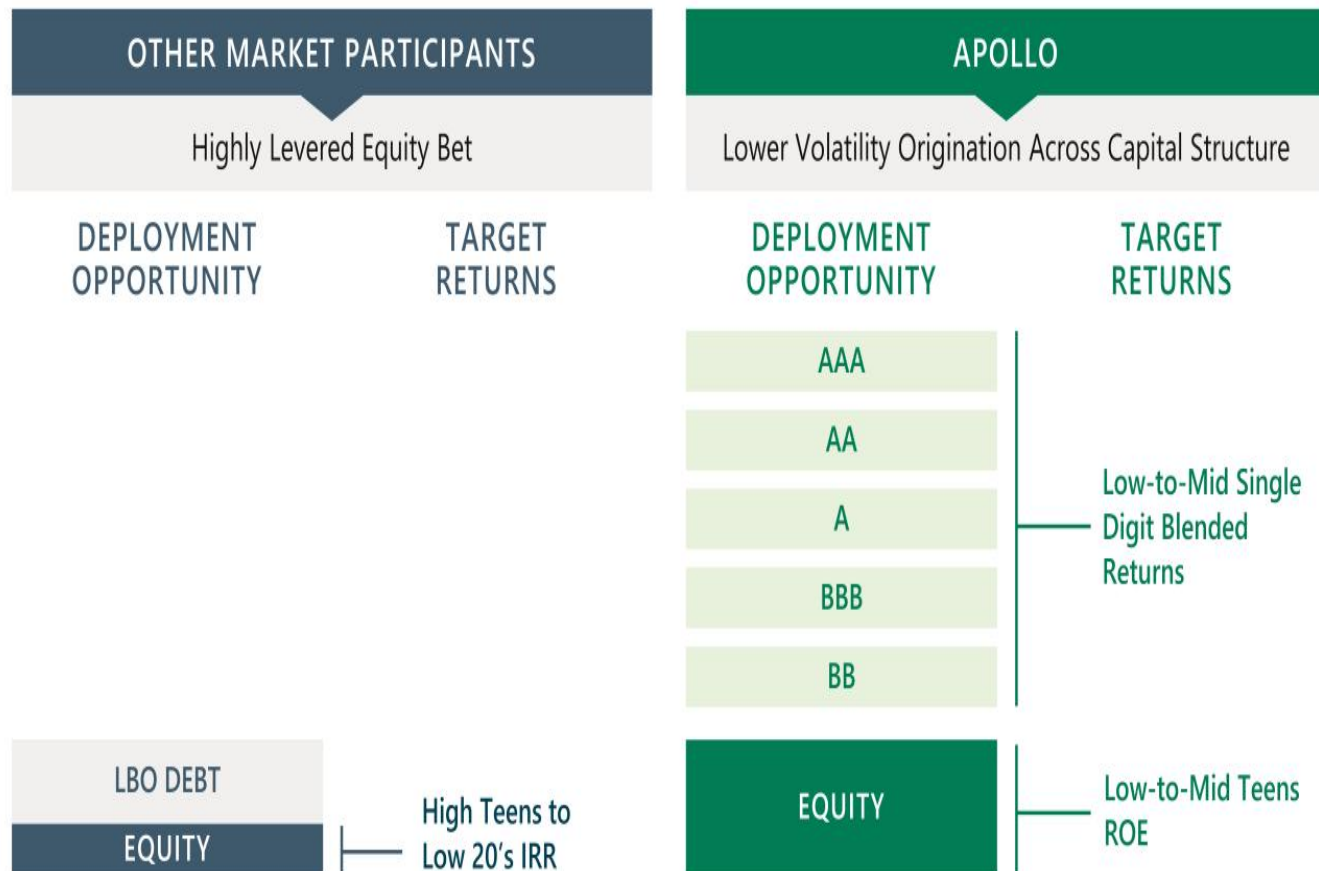 OTHER MARKET PARTICIPANTS
Highly Levered Equity Bet
DEPLOYMENT
OPPORTUNITY
TARGET
RETURNS
LBO DEBT
EQUITY
High Teens to
Low 20's IRR
APOLLO
Lower Volatility Origination Across Capital Structure
DEPLOYMENT
OPPORTUNITY
TARGET
RETURNS
AAA
AA
A
BBB
BB
Low-to-Mid Single
Digit Blended
Returns
EQUITY
Low-to-Mid Teens
ROE